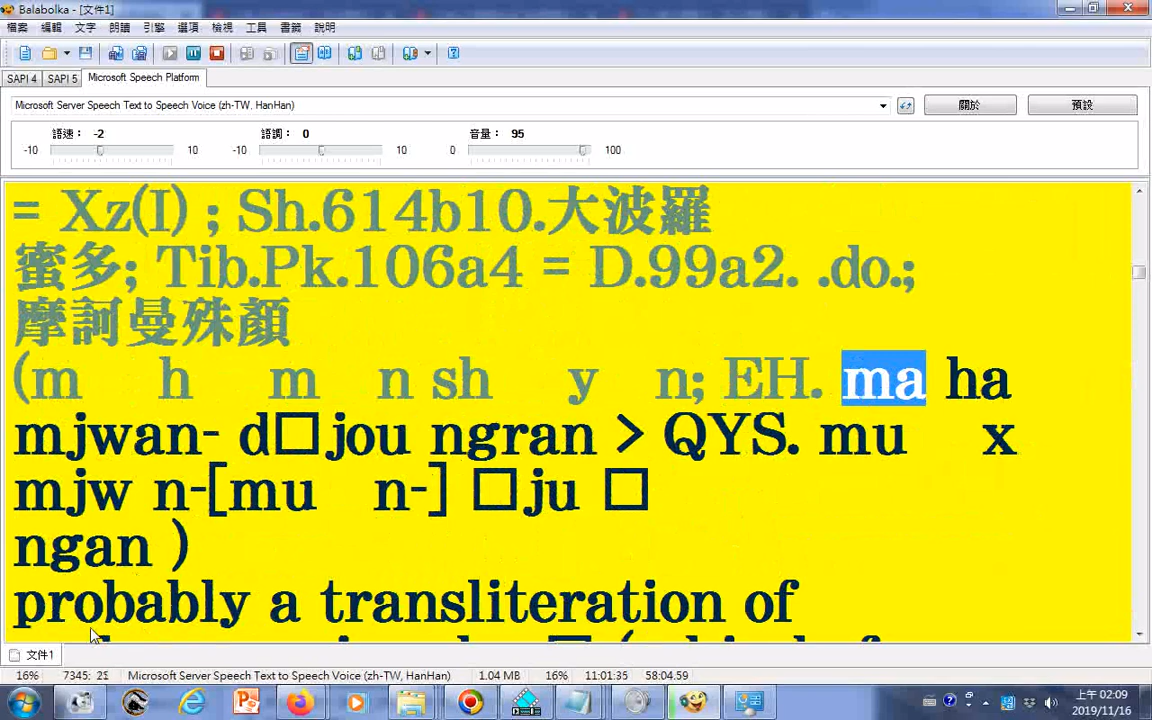 Balabolka - [文件1]
檔案 編輯 文字 朗讀 引擎 選項 檢視 工具 書籤 說明
SAPI 4 SAPI 5 Microsoft Speech Platform
Microsoft Server Speech Text to Speech Voice (zh-TW, HanHan) 關於 預設
語速： -2 語調： 0 音量： 95
-10 10 -10 10 0 100
= Xz(I) ; Sh.614b10.大波羅
蜜多; Tib.Pk.106a4 = D.99a2. .do.;
摩訶曼殊顏
(m h m n sh y n; EH. ma ha
mjwan- d□jou ngran > QYS. mu x
mjw n-[mu n-] □ju □
ngan )
probably a transliteration of
文件1
16% 7345: 21 Microsoft Server Speech Text to Speech Voice (zh-TW, HanHan) 1.04 MB 16% 11:01:35 58:04.59
上午 02:09
2019/11/16